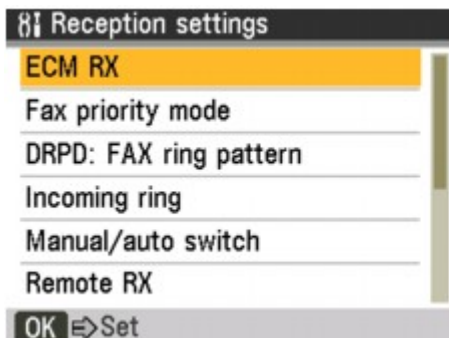 Reception settings
ECM RX
Fax priority mode
DRPD: FAX ring pattern
Incoming ring
Manual/auto switch
Remote RX
OK Set